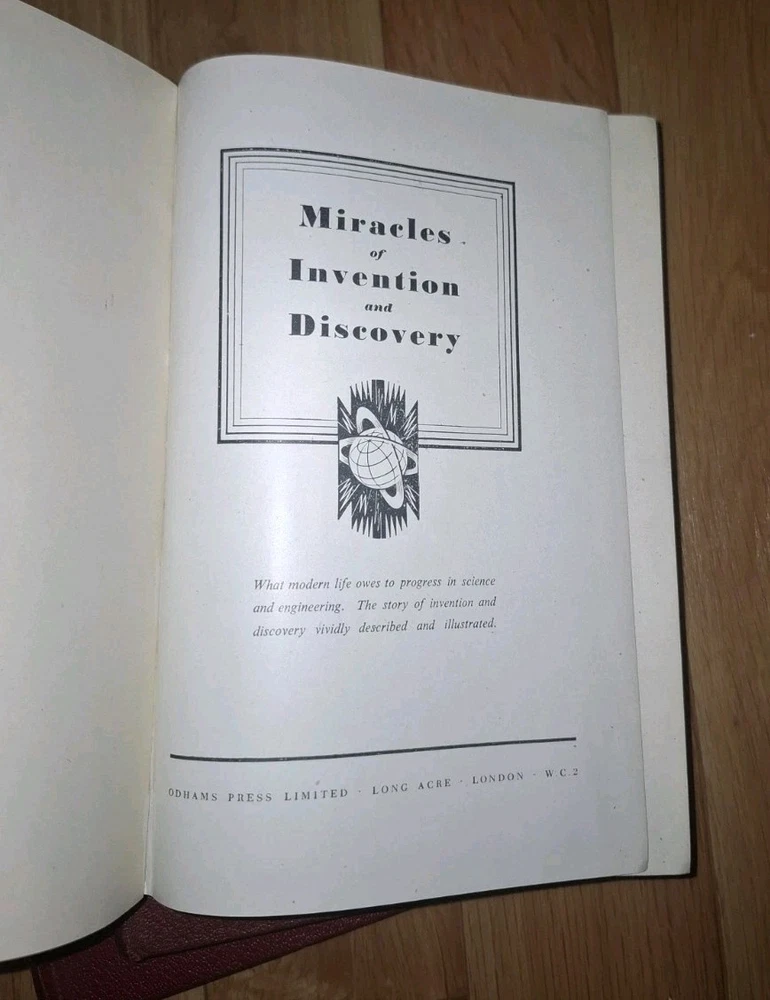 Miracles
of
Invention
and
Discovery
What modern life owes to progress in science
and engineering. The story of invention and
discovery vividly described and illustrated.
ODHAMS PRESS LIMITED · LONG ACRE · LONDON · W.C.2